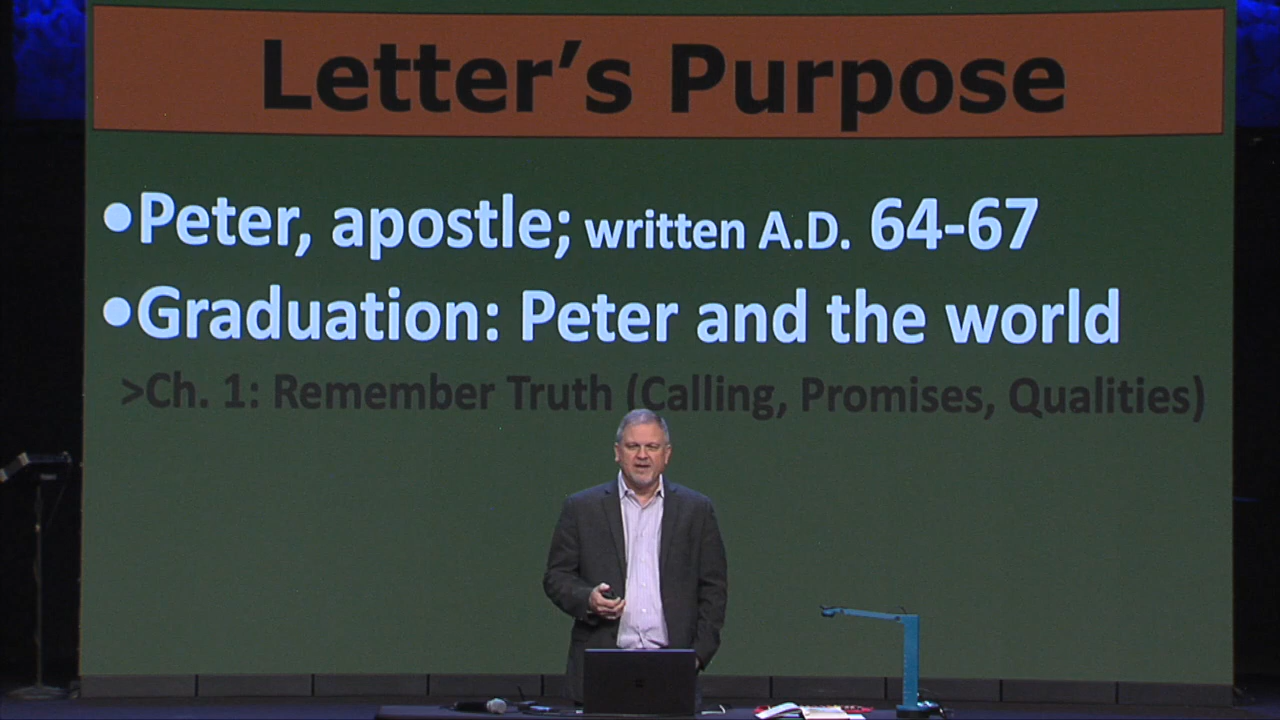 Letter’s Purpose
•Peter, apostle; written A.D. 64-67
•Graduation: Peter and the world
>Ch. 1: Remember Truth (Calling, Promises, Qualities)